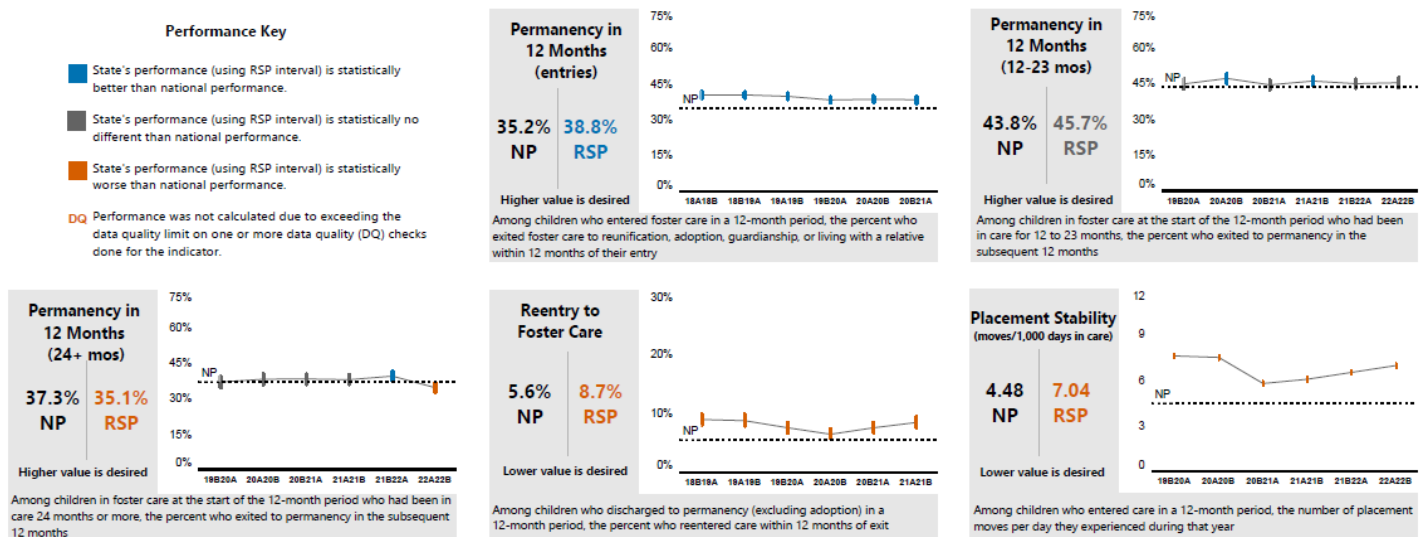 Performance Key
State's performance (using RSP interval) is statistically
better than national performance.
State's performance (using RSP interval) is statistically no
different than national performance.
State's performance (using RSP interval) is statistically
worse than national performance.
DQ Performance was not calculated due to exceeding the
data quality limit on one or more data quality (DQ) checks
done for the indicator.
Permanency in
12 Months
(entries)
35.2% 38.8%
NP RSP
Higher value is desired
75%
60%
45%
NP
30%
15%
0%
18A18B 18B19A 19A19B 19B20A 20A20B 20B21A
Among children who entered foster care in a 12-month period, the percent who
exited foster care to reunification, adoption, guardianship, or living with a relative
within 12 months of their entry
Permanency in
12 Months
(12-23 mos)
43.8% 45.7%
NP RSP
Higher value is desired
75%
60%
NP
45%
30%
15%
0%
19B20A 20A20B 20B21A 21A21B 21B22A 22A22B
Among children in foster care at the start of the 12-month period who had been
in care for 12 to 23 months, the percent who exited to permanency in the
subsequent 12 months
Permanency in
12 Months
(24+ mos)
37.3% 35.1%
NP RSP
Higher value is desired
75%
60%
45%
NP
30%
15%
0%
19B20A 20A20B 20B21A 21A21B 21B22A 22A22B
Among children in foster care at the start of the 12-month period who had been in
care 24 months or more, the percent who exited to permanency in the subsequent
12 months
Reentry to
Foster Care
5.6% 8.7%
NP RSP
Lower value is desired
30%
20%
10%
NP
0%
18B19A 19A19B 19B20A 20A20B 20B21A 21A21B
Among children who discharged to permanency (excluding adoption) in a
12-month period, the percent who reentered care within 12 months of exit
Placement Stability
(moves/1,000 days in care)
4.48 7.04
NP RSP
Lower value is desired
12
9
6
NP
3
0
19B20A 20A20B 20B21A 21A21B 21B22A 22A22B
Among children who entered care in a 12-month period, the number of placement
moves per day they experienced during that year